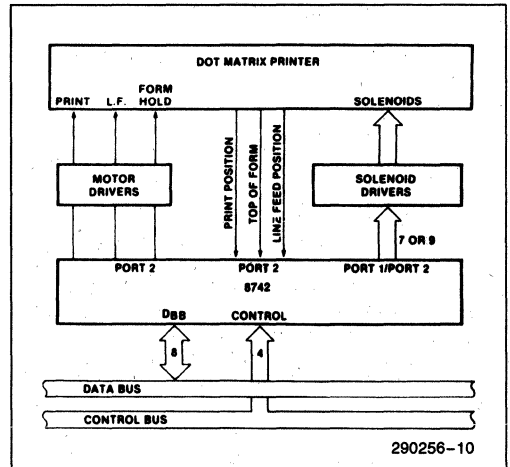 DOT MATRIX PRINTER
PRINT
L.F.
FORM
HOLD
SOLENOIDS
MOTOR
DRIVERS
PRINT POSITION
TOP OF FORM
LINE FEED POSITION
SOLENOID
DRIVERS
7 OR 9
PORT 2
PORT 2
PORT 1/PORT 2
8742
DBB
CONTROL
8
4
DATA BUS
CONTROL BUS
290256-10